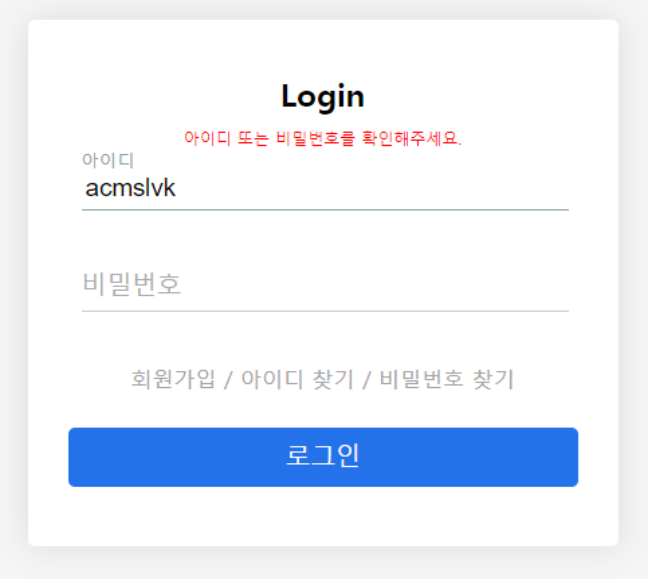 Login
아이디 또는 비밀번호를 확인해주세요.
아이디
acmslvk
비밀번호
회원가입 / 아이디 찾기 / 비밀번호 찾기
로그인